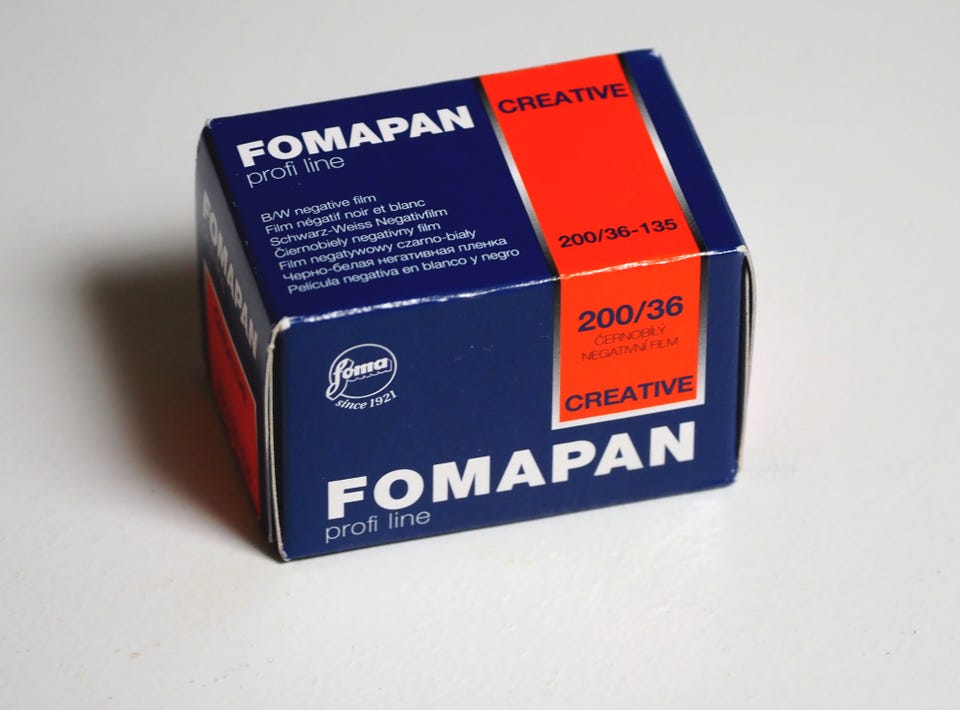 FOMAPAN
profi line
CREATIVE
B/W negative film
Film négatif noir et blanc
Schwarz-Weiss Negativfilm
Čiernobiely negativny film
Film negatywowy czarno-biały
Черно-белая негативная пленка
Película negativa en blanco y negro
200/36-135
200/36
ČERNOBÍLÝ
NEGATIVNÍ FILM
CREATIVE
foma
since 1921
FOMAPAN
profi line
FOMAPAN